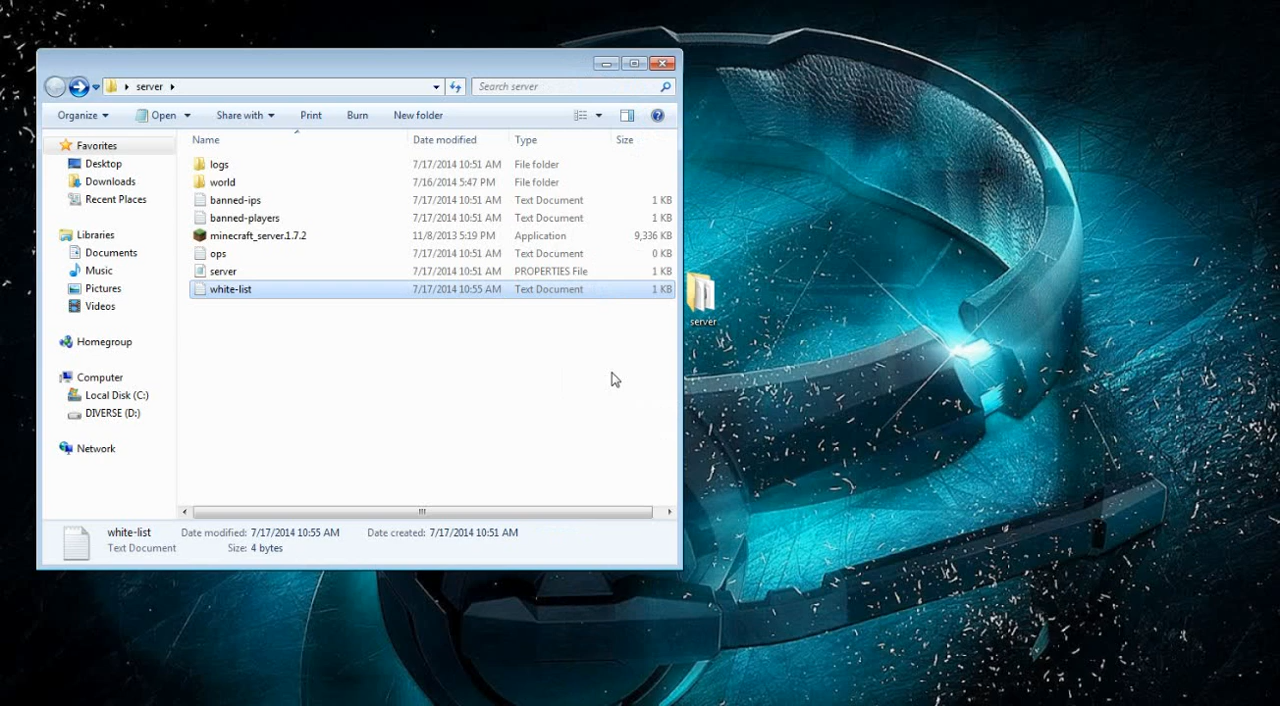 server
Search server
Organize Open Share with Print Burn New folder
Name Date modified Type Size
Favorites
Desktop
Downloads
Recent Places
Libraries
Documents
Music
Pictures
Videos
Homegroup
Computer
Local Disk (C:)
DIVERSE (D:)
Network
logs 7/17/2014 10:51 AM File folder
world 7/16/2014 5:47 PM File folder
banned-ips 7/17/2014 10:51 AM Text Document 1 KB
banned-players 7/17/2014 10:51 AM Text Document 1 KB
minecraft_server.1.7.2 11/8/2013 5:19 PM Application 9,336 KB
ops 7/17/2014 10:51 AM Text Document 0 KB
server 7/17/2014 10:51 AM PROPERTIES File 1 KB
white-list 7/17/2014 10:55 AM Text Document 1 KB
white-list Date modified: 7/17/2014 10:55 AM Date created: 7/17/2014 10:51 AM
Text Document Size: 4 bytes
server